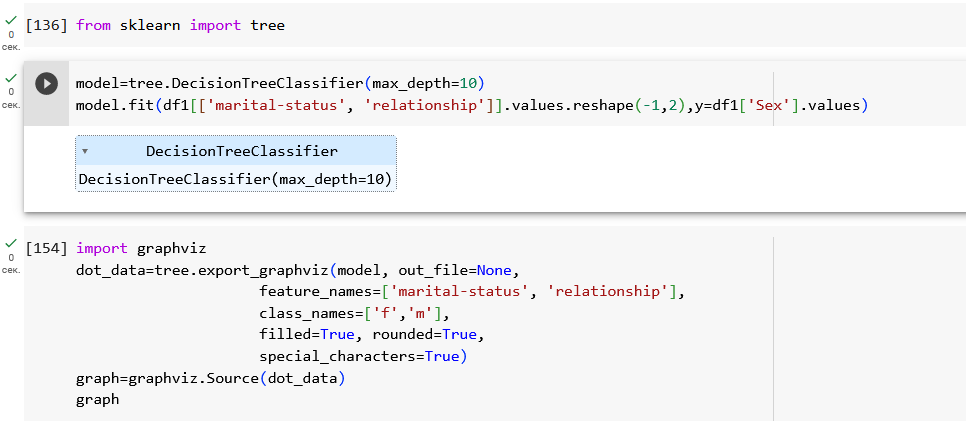 [136] from sklearn import tree
0
сек.
model=tree.DecisionTreeClassifier(max_depth=10)
0
сек.
model.fit(df1[['marital-status', 'relationship']].values.reshape(-1,2),y=df1['Sex'].values)
DecisionTreeClassifier
DecisionTreeClassifier(max_depth=10)
[154] import graphviz
0
сек.
dot_data=tree.export_graphviz(model, out_file=None,
feature_names=['marital-status', 'relationship'],
class_names=['f','m'],
filled=True, rounded=True,
special_characters=True)
graph=graphviz.Source(dot_data)
graph